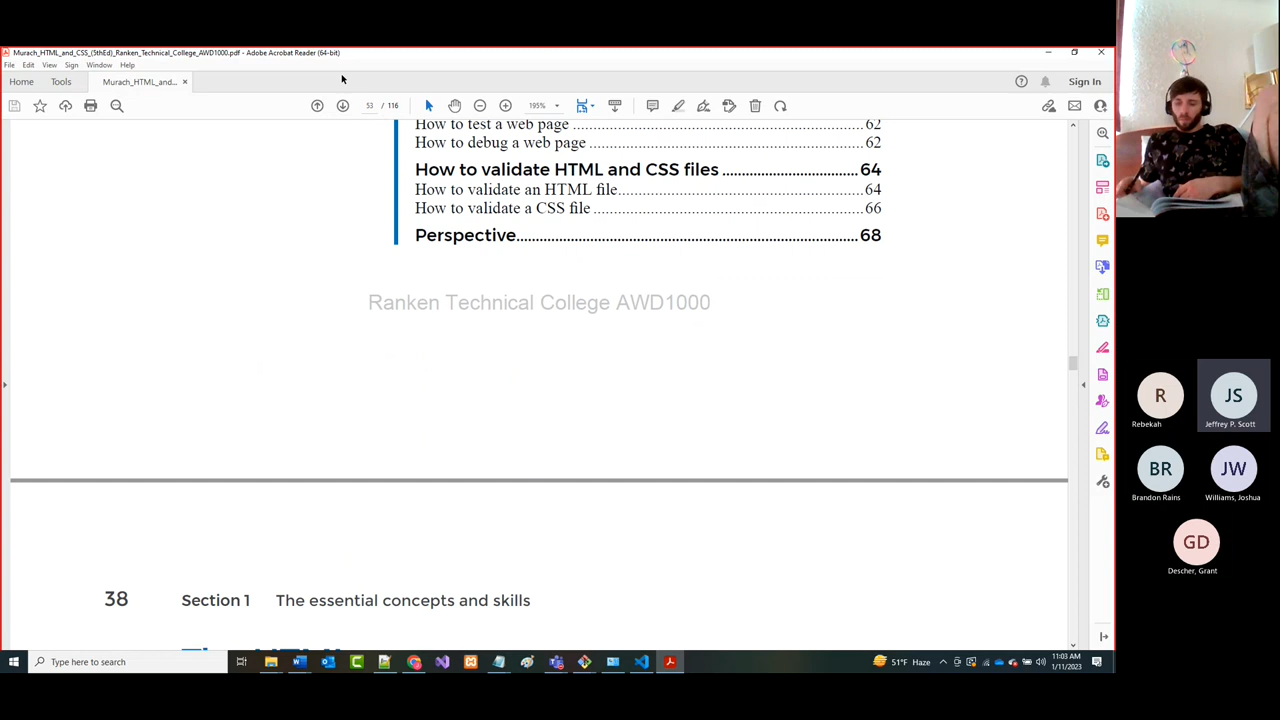 Murach_HTML_and_CSS_(5thEd)_Ranken_Technical_College_AWD1000.pdf - Adobe Acrobat Reader (64-bit)
File Edit View Sign Window Help
Home Tools Murach_HTML_and... × Sign In
53 / 116 195%
How to test a web page 62
How to debug a web page 62
How to validate HTML and CSS files 64
How to validate an HTML file 64
How to validate a CSS file 66
Perspective 68
Ranken Technical College AWD1000
38 Section 1 The essential concepts and skills
R
Rebekah
JS
Jeffrey P. Scott
BR
Brandon Rains
JW
Williams, Joshua
GD
Descher, Grant
Type here to search
51°F Haze
11:03 AM
1/11/2023